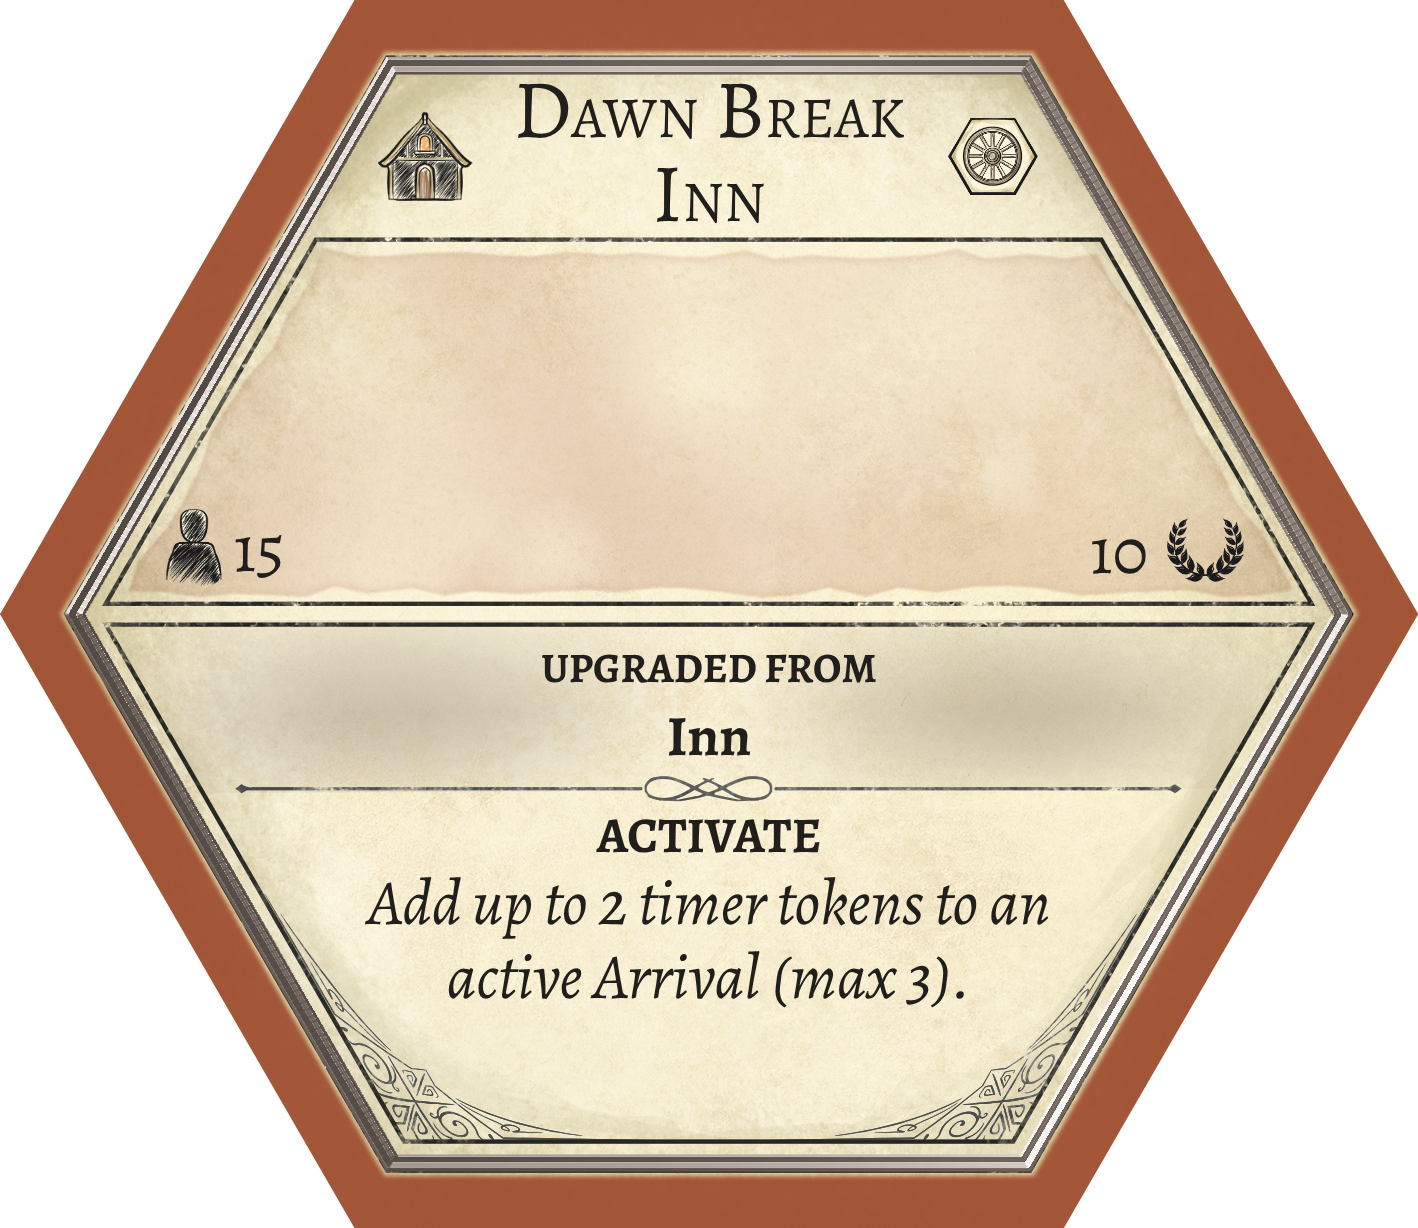 Dawn Break
Inn
15
10
UPGRADED FROM
Inn
ACTIVATE
Add up to 2 timer tokens to an
active Arrival (max 3).